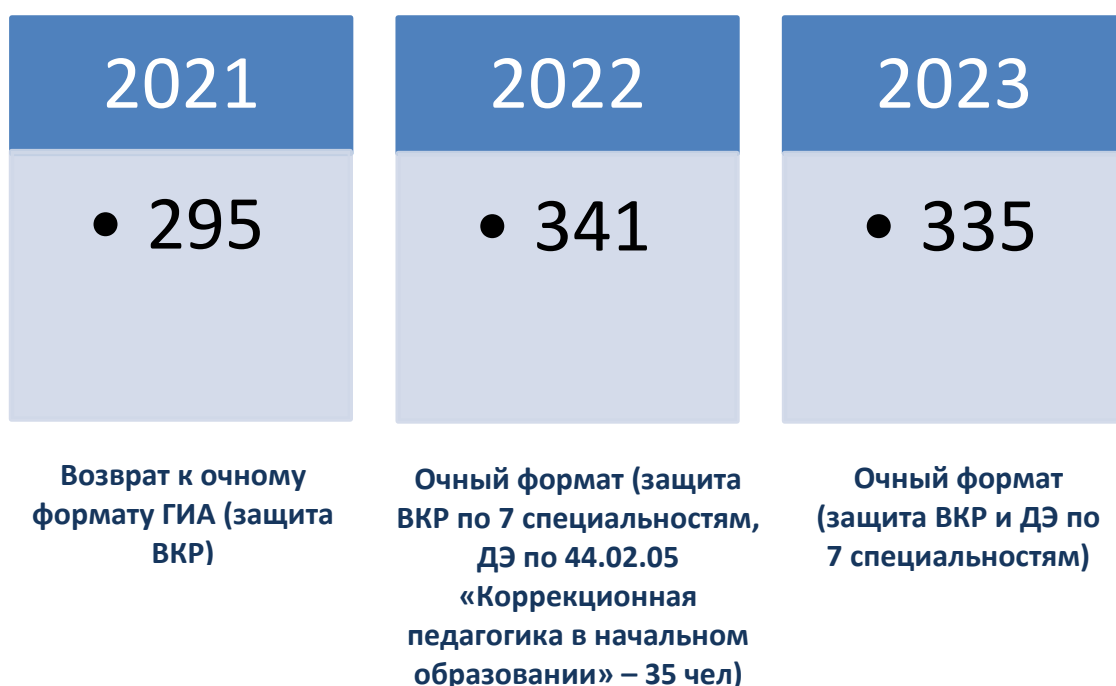 2021
• 295
Возврат к очному
формату ГИА (защита
ВКР)
2022
• 341
Очный формат (защита
ВКР по 7 специальностям,
ДЭ по 44.02.05
«Коррекционная
педагогика в начальном
образовании» – 35 чел)
2023
• 335
Очный формат
(защита ВКР и ДЭ по
7 специальностям)